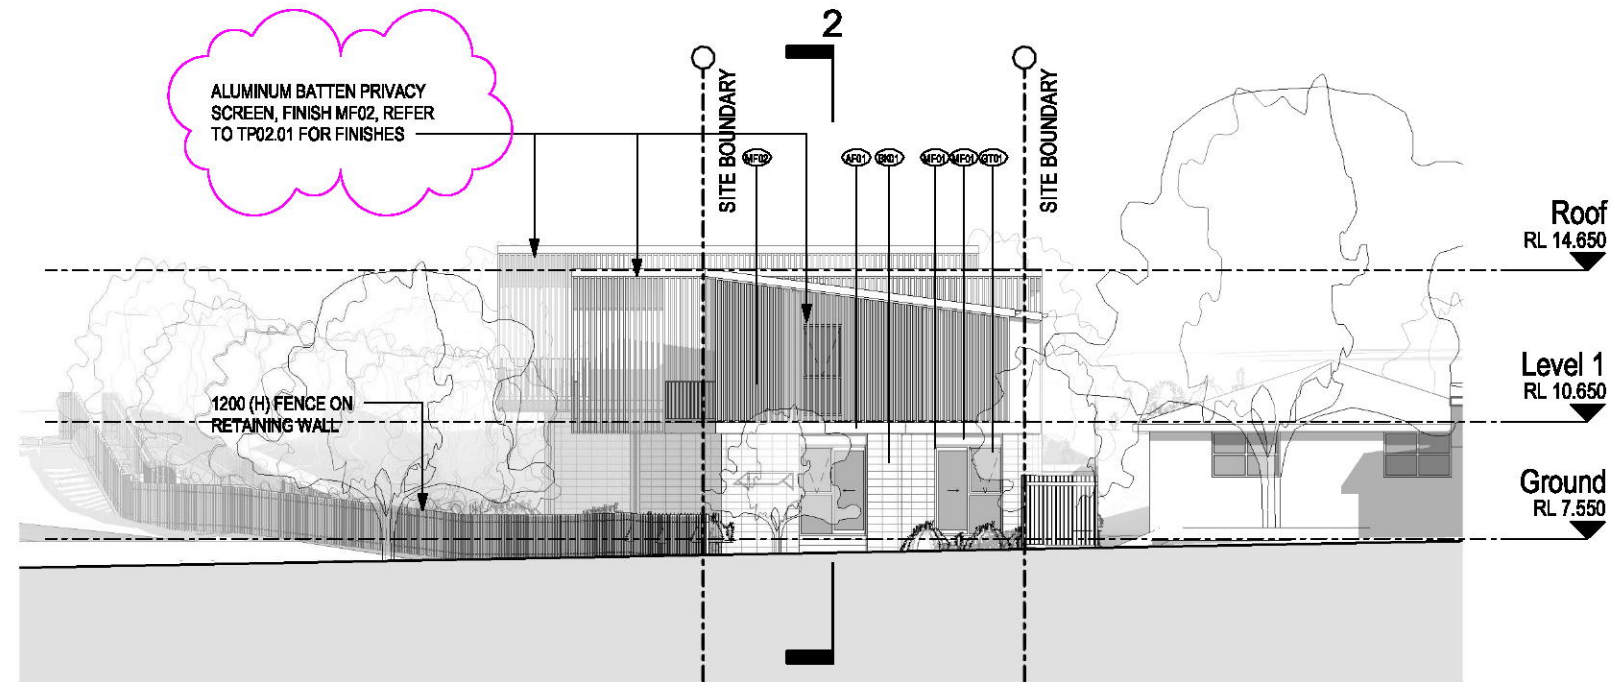 2
ALUMINUM BATTEN PRIVACY
SCREEN, FINISH MF02, REFER
TO TP02.01 FOR FINISHES
SITE BOUNDARY
SITE BOUNDARY
MF02
AF01
BK01
MF01
MF01
GT01
Roof
RL 14.650
Level 1
RL 10.650
1200 (H) FENCE ON
RETAINING WALL
Ground
RL 7.550